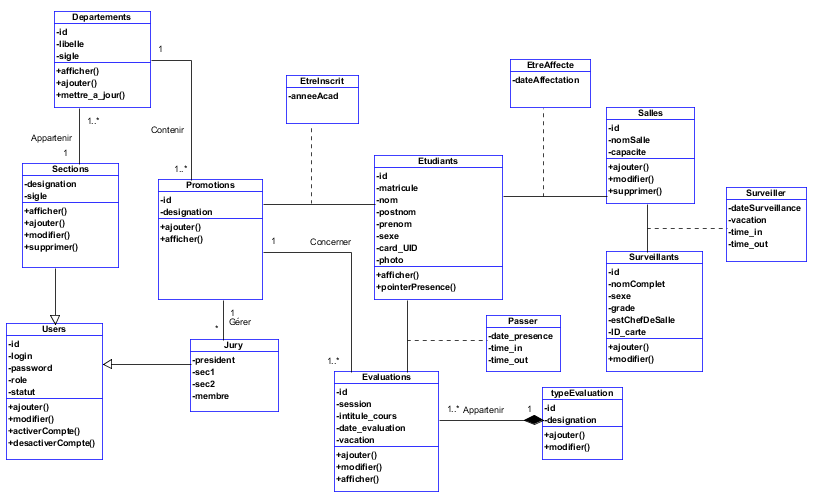 Departements
-id
-libelle
-sigle
+afficher()
+ajouter()
+mettre_a_jour()
1
1..*
Appartenir
1
Contenir
1..*
EtreInscrit
-anneeAcad
EtreAffecte
-dateAffectation
Salles
-id
-nomSalle
-capacite
+ajouter()
+modifier()
+supprimer()
Sections
-designation
-sigle
+afficher()
+ajouter()
+modifier()
+supprimer()
Promotions
-id
-designation
+ajouter()
+afficher()
Etudiants
-id
-matricule
-nom
-postnom
-prenom
-sexe
-card_UID
-photo
+afficher()
+pointerPresence()
Surveiller
-dateSurveillance
-vacation
-time_in
-time_out
1
Concerner
1..*
Surveillants
-id
-nomComplet
-sexe
-grade
-estChefDeSalle
-ID_carte
+ajouter()
+modifier()
1
Gérer
*
Users
-id
-login
-password
-role
-statut
+ajouter()
+modifier()
+activerCompte()
+desactiverCompte()
Jury
-president
-sec1
-sec2
-membre
Passer
-date_presence
-time_in
-time_out
Evaluations
-id
-session
-intitule_cours
-date_evaluation
-vacation
+ajouter()
+modifier()
+afficher()
1..* Appartenir 1
typeEvaluation
-id
-designation
+ajouter()
+modifier()